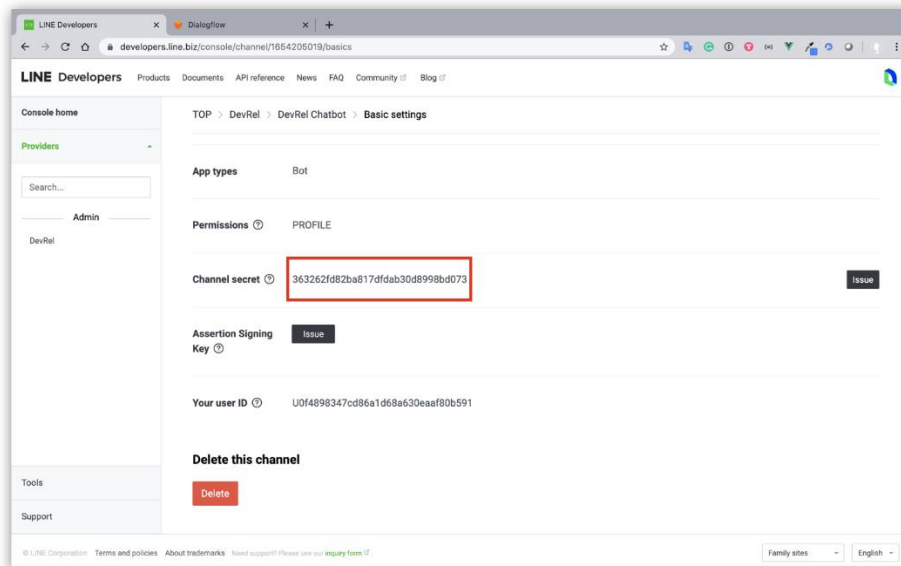 LINE Developers
Dialogflow
developers.line.biz/console/channel/1654205019/basics
LINE Developers Products Documents API reference News FAQ Community Blog
Console home
TOP > DevRel > DevRel Chatbot > Basic settings
Providers
App types Bot
Search...
Admin
Permissions PROFILE
DevRel
Channel secret 363262fd82ba817dfdab30d8998bd073 Issue
Assertion Signing
Key
Issue
Your user ID U0f4898347cd86a1d68a630eaaf80b591
Delete this channel
Delete
Tools
Support
© LINE Corporation Terms and policies About trademarks Need support? Please use our inquiry form
Family sites
English